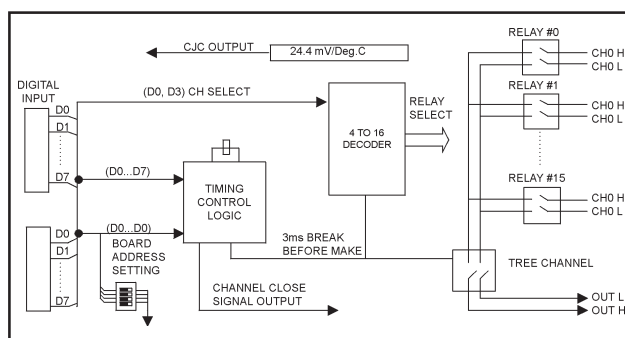 RELAY #0
CJC OUTPUT
24.4 mV/Deg.C
CH0 H
CH0 L
DIGITAL
INPUT
(D0, D3) CH SELECT
RELAY
SELECT
RELAY #1
D0
D1
D7
4 TO 16
DECODER
CH0 H
CH0 L
(D0...D7)
TIMING
CONTROL
LOGIC
RELAY #15
CH0 H
CH0 L
D0
D1
D7
(D0...D0)
BOARD
ADDRESS
SETTING
3ms BREAK
BEFORE MAKE
TREE CHANNEL
CHANNEL CLOSE
SIGNAL OUTPUT
OUT L
OUT H